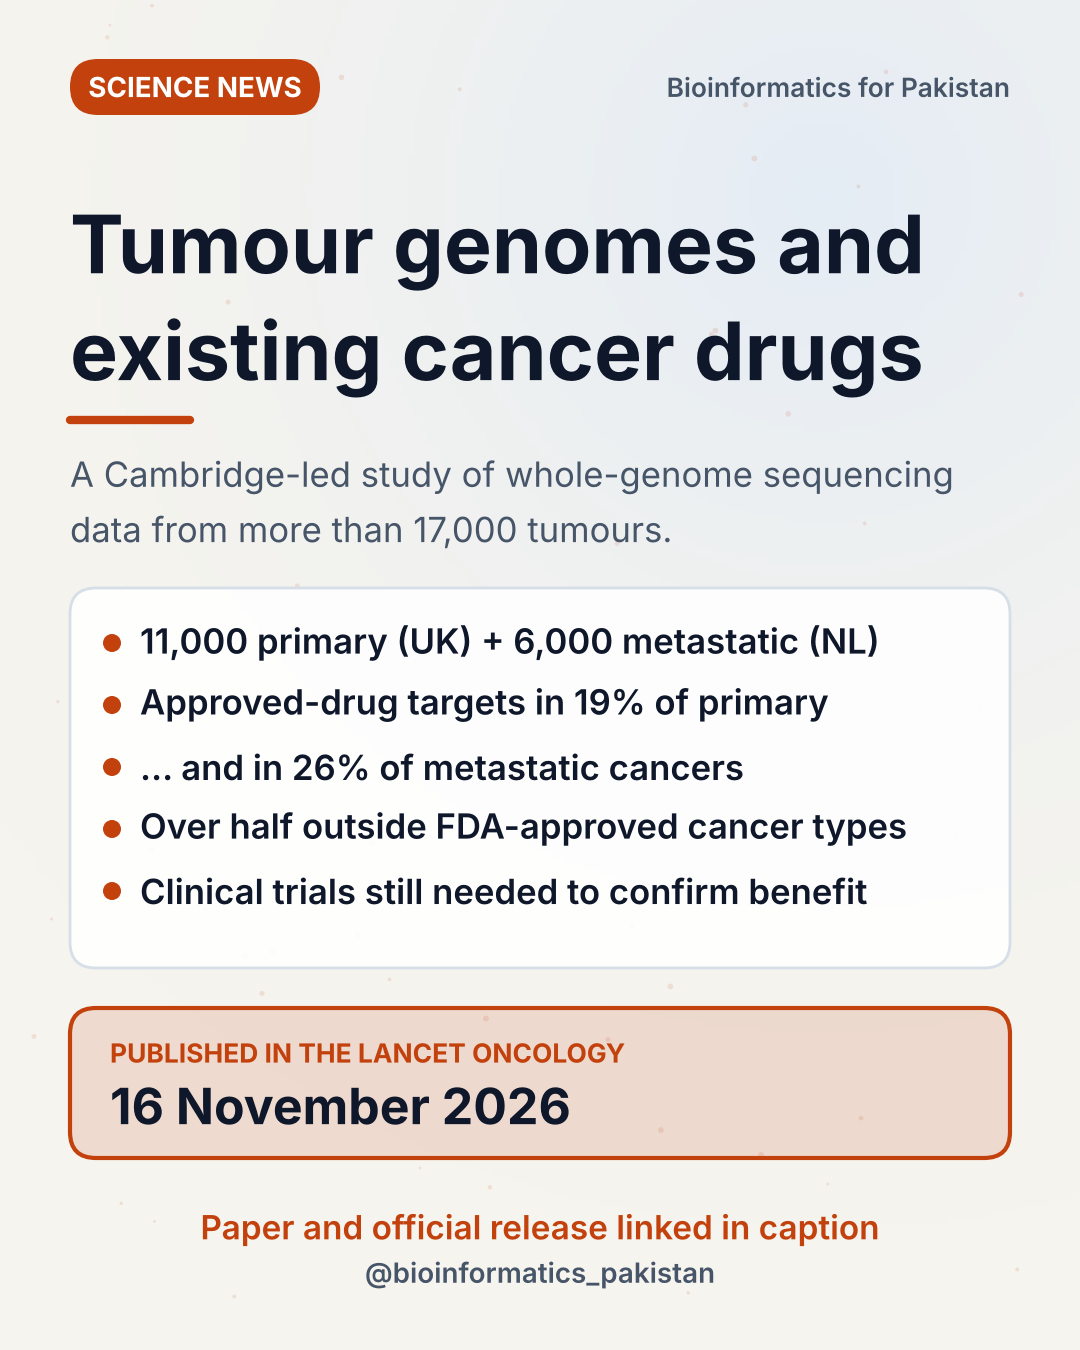 SCIENCE NEWS
Bioinformatics for Pakistan
Tumour genomes and
existing cancer drugs
A Cambridge-led study of whole-genome sequencing
data from more than 17,000 tumours.
11,000 primary (UK) + 6,000 metastatic (NL)
Approved-drug targets in 19% of primary
... and in 26% of metastatic cancers
Over half outside FDA-approved cancer types
Clinical trials still needed to confirm benefit
PUBLISHED IN THE LANCET ONCOLOGY
16 November 2026
Paper and official release linked in caption
@bioinformatics_pakistan